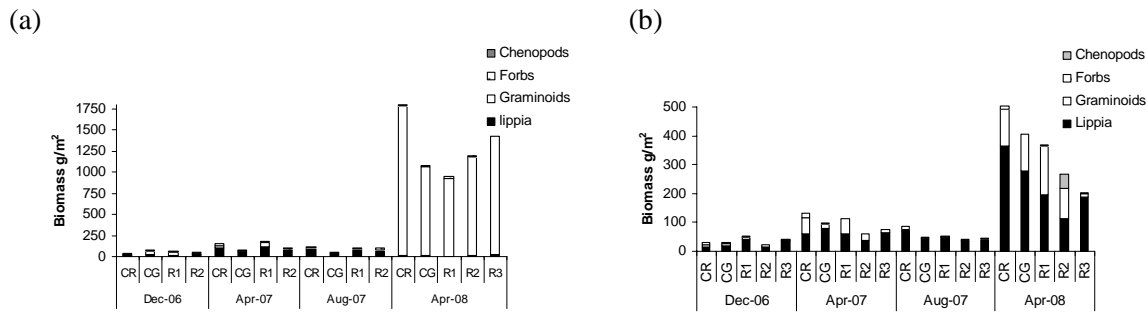 (a)
Chenopods
Forbs
Graminoids
lippia
Biomass g/m²
1750
1500
1250
1000
750
500
250
0
CR CG R1 R2 CR CG R1 R2 CR CG R1 R2 CR CG R1 R2 R3
Dec-06 Apr-07 Aug-07 Apr-08
(b)
Chenopods
Forbs
Graminoids
Lippia
Biomass g/m²
500
400
300
200
100
0
CR CG R1 R2 R3 CR CG R1 R2 R3 CR CG R1 R2 R3 CR CG R1 R2 R3
Dec-06 Apr-07 Aug-07 Apr-08